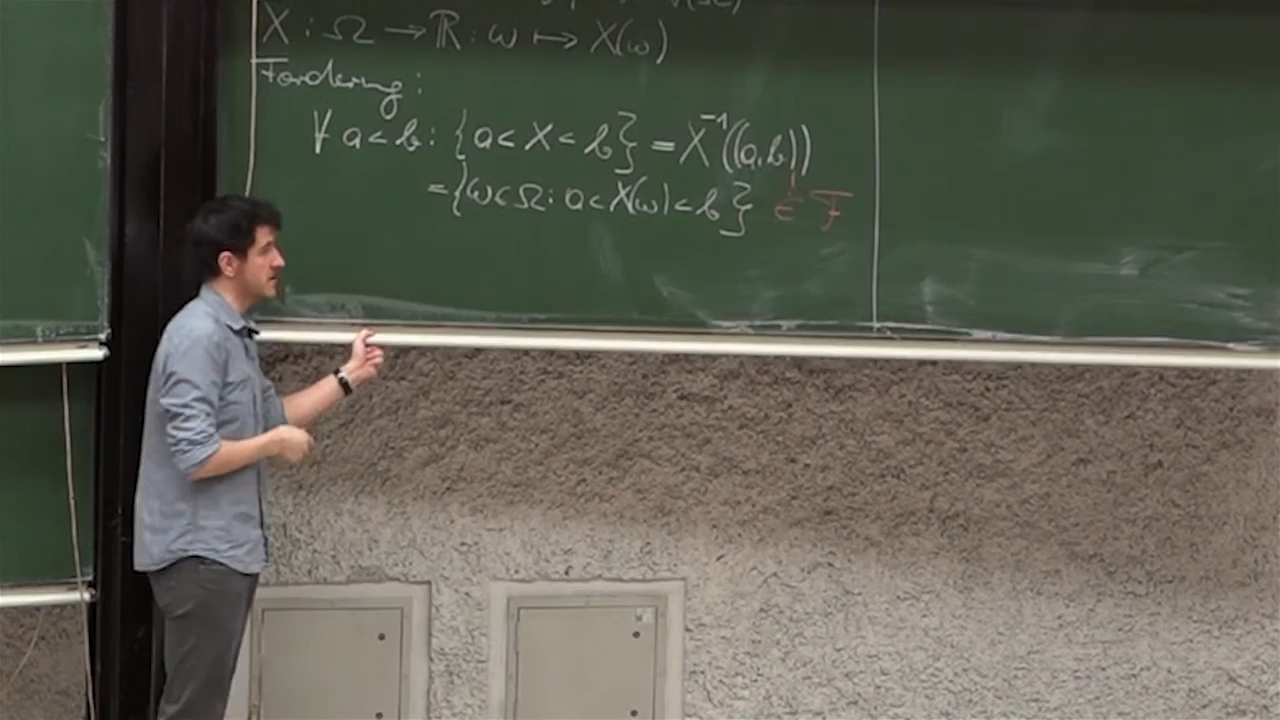 X : Ω → ℝ : ω ↦ X(ω)
Forderung :
∀ a < b : {a < X < b} = X⁻¹((a,b))
= {ω ∈ Ω : a < X(ω) < b} ∈ F